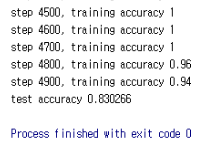 step 4500, training accuracy 1
step 4600, training accuracy 1
step 4700, training accuracy 1
step 4800, training accuracy 0.96
step 4900, training accuracy 0.94
test accuracy 0.830266
Process finished with exit code 0